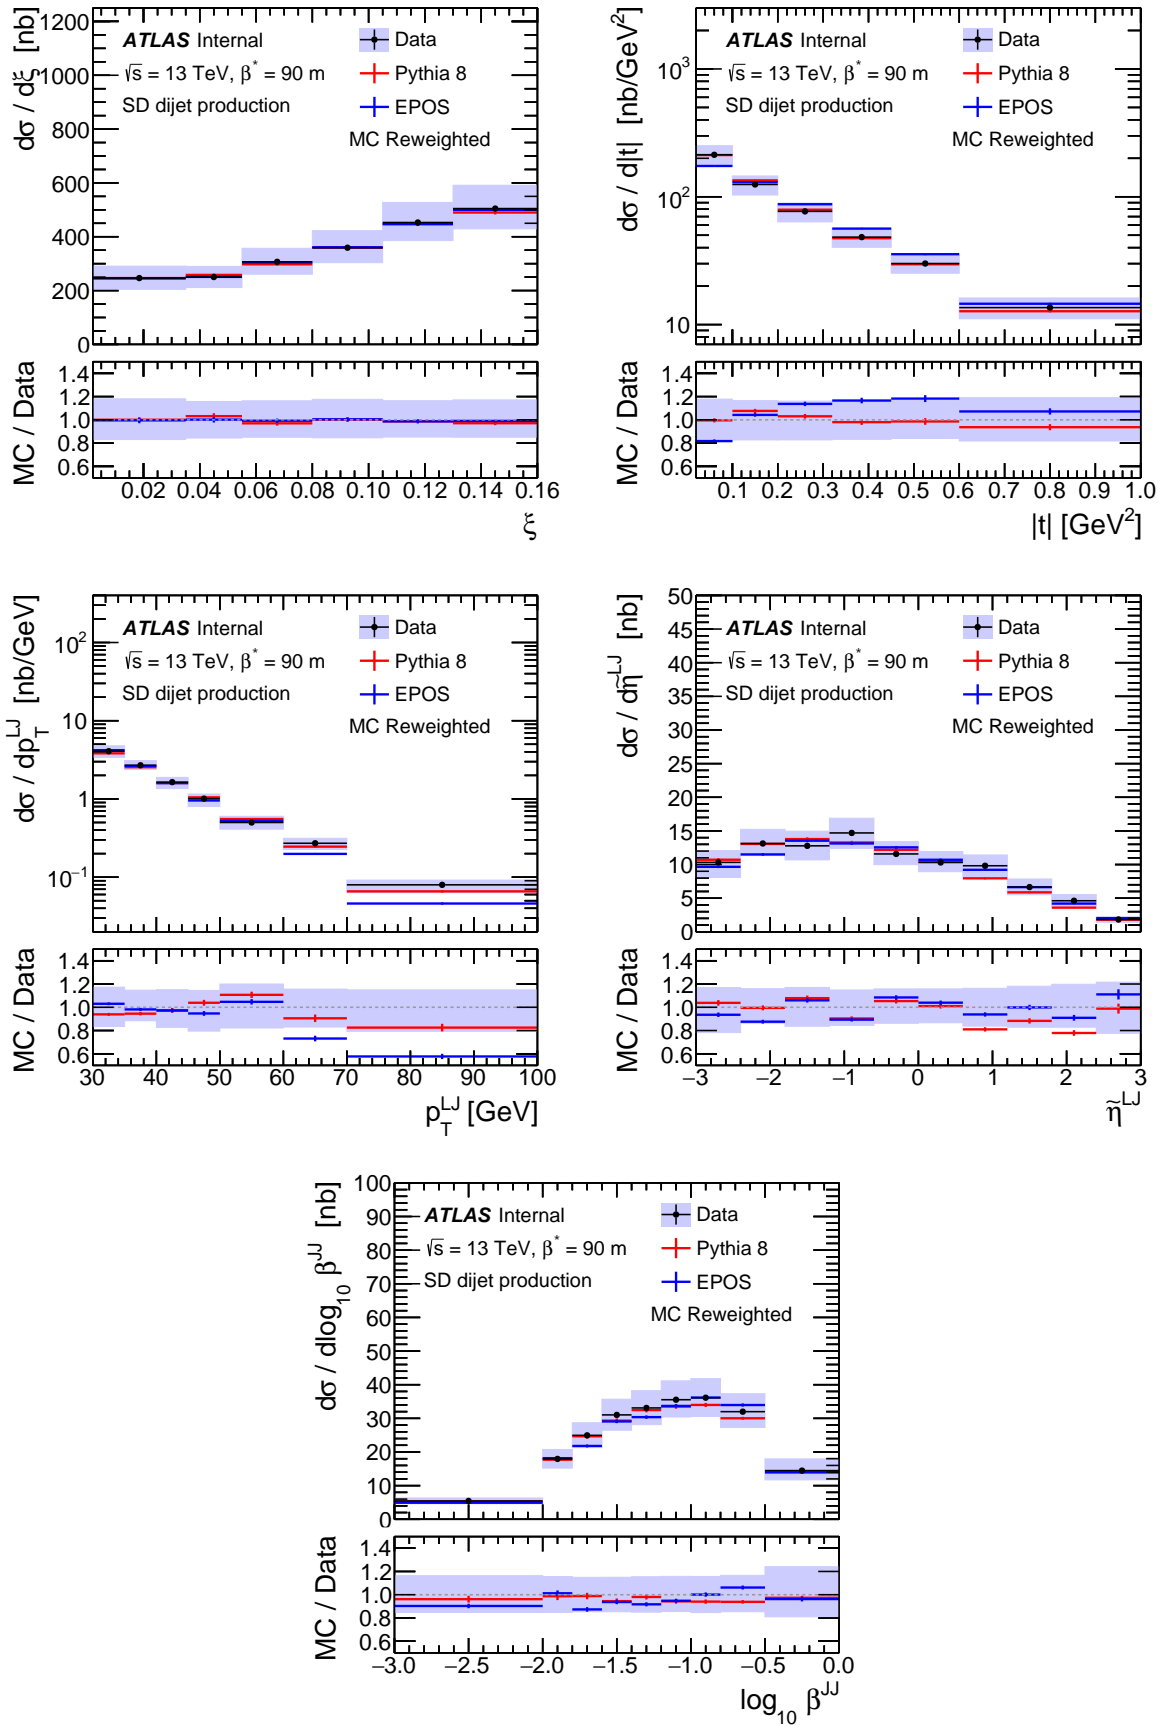 dσ / dξ [nb]
1200
1000
800
600
400
200
0
ATLAS Internal
√s = 13 TeV, β* = 90 m
SD dijet production
Data
Pythia 8
EPOS
MC Reweighted
MC / Data
1.4
1.2
1.0
0.8
0.6
0.02 0.04 0.06 0.08 0.10 0.12 0.14 0.16
ξ
dσ / d|t| [nb/GeV²]
10³
10²
10
ATLAS Internal
√s = 13 TeV, β* = 90 m
SD dijet production
Data
Pythia 8
EPOS
MC Reweighted
MC / Data
1.4
1.2
1.0
0.8
0.6
0.1 0.2 0.3 0.4 0.5 0.6 0.7 0.8 0.9 1.0
|t| [GeV²]
dσ / dp_T^LJ [nb/GeV]
10²
10
1
10⁻¹
ATLAS Internal
√s = 13 TeV, β* = 90 m
SD dijet production
Data
Pythia 8
EPOS
MC Reweighted
MC / Data
1.4
1.2
1.0
0.8
0.6
30 40 50 60 70 80 90 100
p_T^LJ [GeV]
dσ / dη̃^LJ [nb]
50
45
40
35
30
25
20
15
10
5
0
ATLAS Internal
√s = 13 TeV, β* = 90 m
SD dijet production
Data
Pythia 8
EPOS
MC Reweighted
MC / Data
1.4
1.2
1.0
0.8
0.6
−3 −2 −1 0 1 2 3
η̃^LJ
dσ / dlog₁₀ β^JJ [nb]
100
90
80
70
60
50
40
30
20
10
0
ATLAS Internal
√s = 13 TeV, β* = 90 m
SD dijet production
Data
Pythia 8
EPOS
MC Reweighted
MC / Data
1.4
1.2
1.0
0.8
0.6
−3.0 −2.5 −2.0 −1.5 −1.0 −0.5 0.0
log₁₀ β^JJ